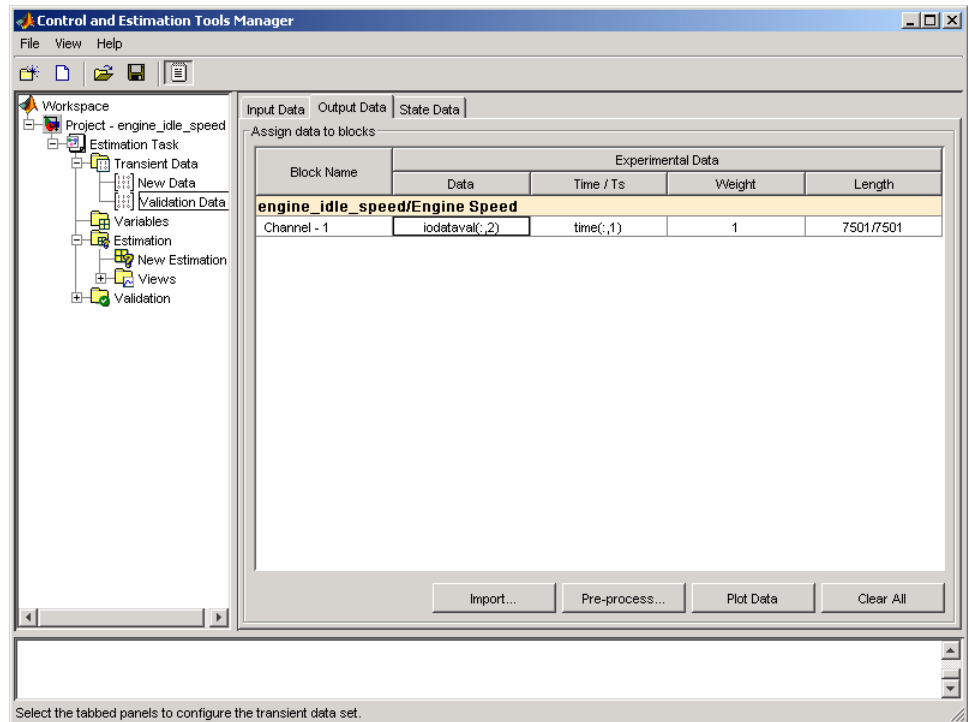 Control and Estimation Tools Manager
File View Help
Workspace
Project - engine_idle_speed
Estimation Task
Transient Data
New Data
Validation Data
Variables
Estimation
New Estimation
Views
Validation
Input Data Output Data State Data
Assign data to blocks
Block Name Experimental Data
Data Time / Ts Weight Length
engine_idle_speed/Engine Speed
Channel - 1 iodataval(:,2) time(:,1) 1 7501/7501
Import... Pre-process... Plot Data Clear All
Select the tabbed panels to configure the transient data set.